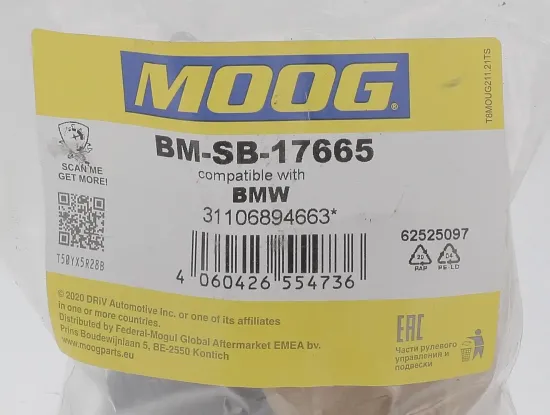 T8MOUG211.21TS
MOOG®
BM-SB-17665
compatible with
BMW
31106894663*
SCAN ME
GET MORE!
T50YX5R28B
62525097
20
PAP
04
PE-LD
4 060426 554736
© 2020 DRiV Automotive Inc. or one of its affiliates
in one or more countries.
Distributed by Federal-Mogul Global Aftermarket EMEA bv.
Prins Boudewijnlaan 5, BE-2550 Kontich
www.moogparts.eu
EAC
Части рулевого
управления и
подвески